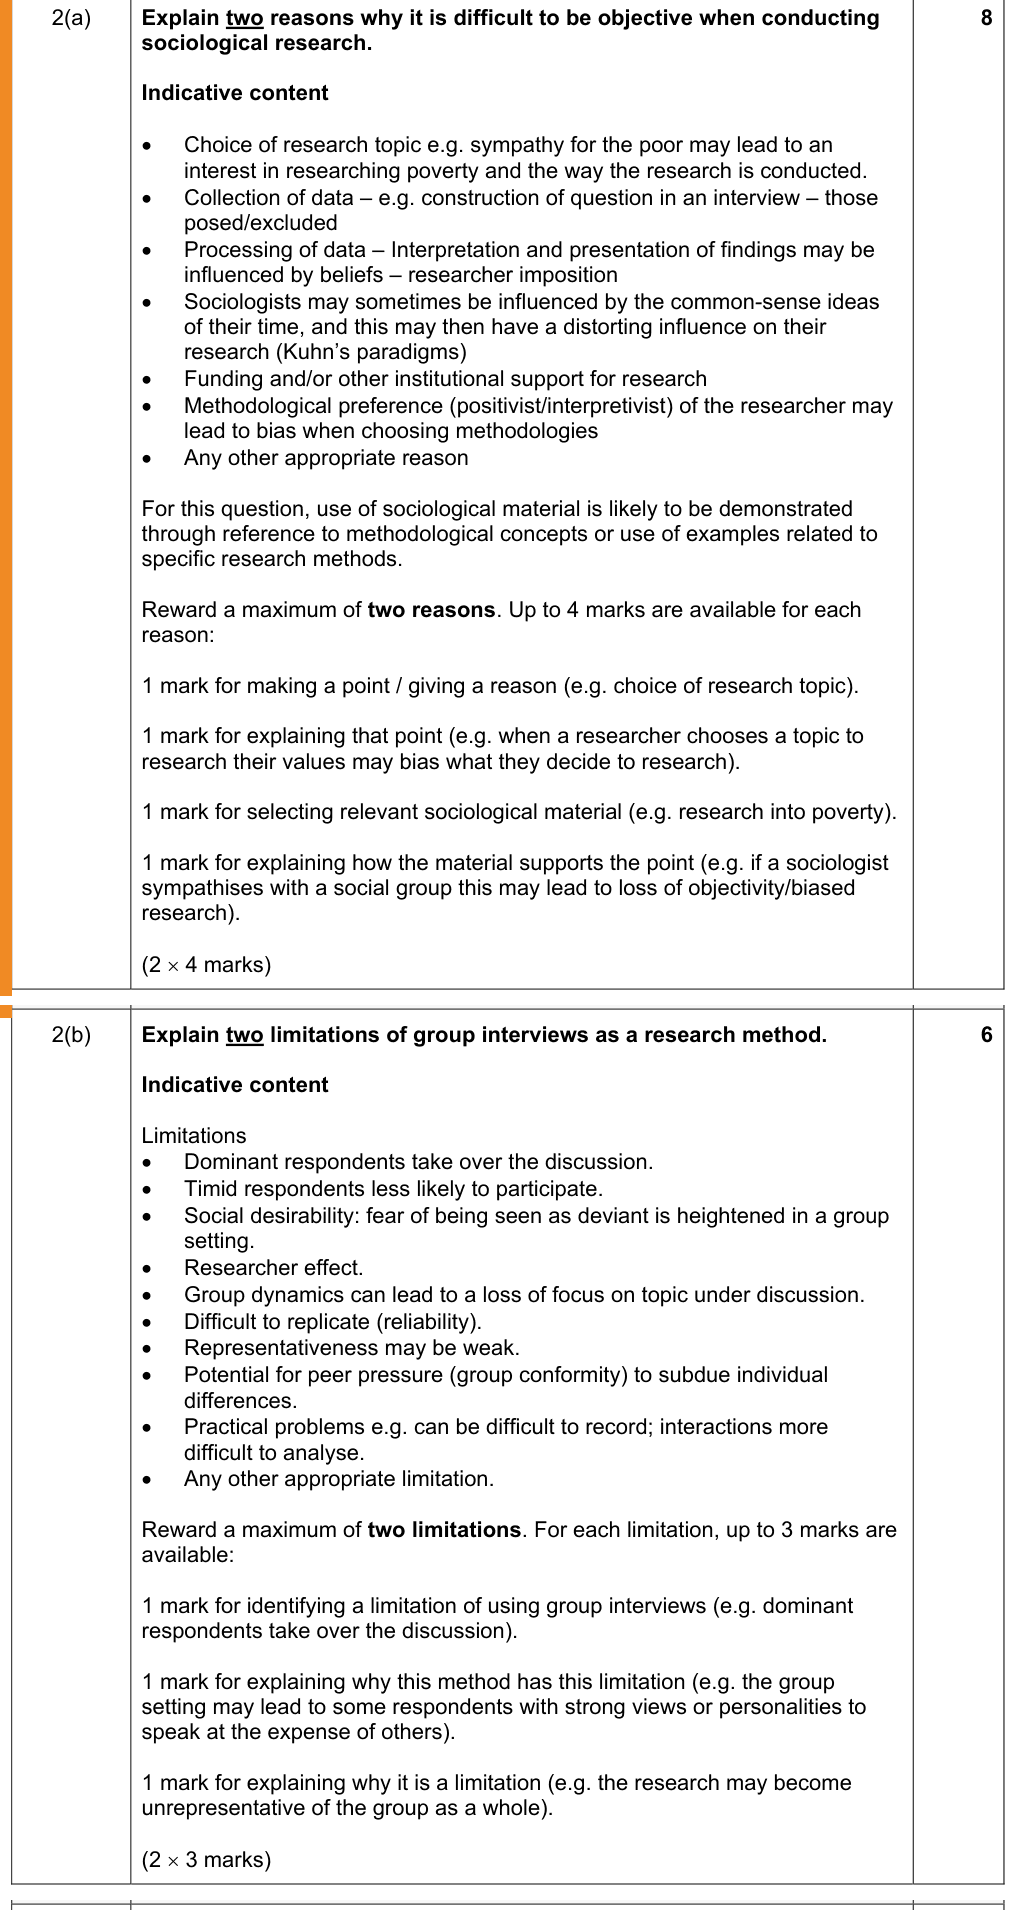 2(a)
Explain two reasons why it is difficult to be objective when conducting
8
sociological research.
Indicative content
• Choice of research topic e.g. sympathy for the poor may lead to an
interest in researching poverty and the way the research is conducted.
• Collection of data – e.g. construction of question in an interview – those
posed/excluded
• Processing of data – Interpretation and presentation of findings may be
influenced by beliefs – researcher imposition
• Sociologists may sometimes be influenced by the common-sense ideas
of their time, and this may then have a distorting influence on their
research (Kuhn’s paradigms)
• Funding and/or other institutional support for research
• Methodological preference (positivist/interpretivist) of the researcher may
lead to bias when choosing methodologies
• Any other appropriate reason
For this question, use of sociological material is likely to be demonstrated
through reference to methodological concepts or use of examples related to
specific research methods.
Reward a maximum of two reasons. Up to 4 marks are available for each
reason:
1 mark for making a point / giving a reason (e.g. choice of research topic).
1 mark for explaining that point (e.g. when a researcher chooses a topic to
research their values may bias what they decide to research).
1 mark for selecting relevant sociological material (e.g. research into poverty).
1 mark for explaining how the material supports the point (e.g. if a sociologist
sympathises with a social group this may lead to loss of objectivity/biased
research).
(2 × 4 marks)
2(b)
Explain two limitations of group interviews as a research method.
6
Indicative content
Limitations
• Dominant respondents take over the discussion.
• Timid respondents less likely to participate.
• Social desirability: fear of being seen as deviant is heightened in a group
setting.
• Researcher effect.
• Group dynamics can lead to a loss of focus on topic under discussion.
• Difficult to replicate (reliability).
• Representativeness may be weak.
• Potential for peer pressure (group conformity) to subdue individual
differences.
• Practical problems e.g. can be difficult to record; interactions more
difficult to analyse.
• Any other appropriate limitation.
Reward a maximum of two limitations. For each limitation, up to 3 marks are
available:
1 mark for identifying a limitation of using group interviews (e.g. dominant
respondents take over the discussion).
1 mark for explaining why this method has this limitation (e.g. the group
setting may lead to some respondents with strong views or personalities to
speak at the expense of others).
1 mark for explaining why it is a limitation (e.g. the research may become
unrepresentative of the group as a whole).
(2 × 3 marks)